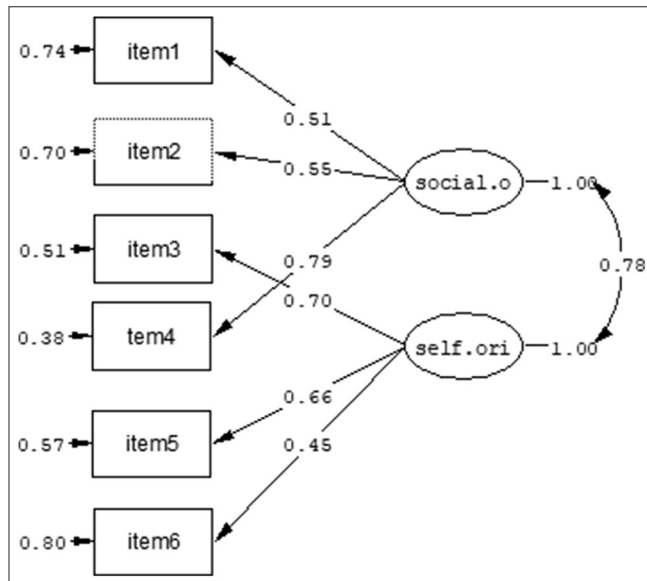 0.74 item1
0.51
0.70 item2 0.55 social.o 1.00
0.51 item3
0.79 0.78
0.70
0.38 tem4 self.ori 1.00
0.66
0.57 item5 0.45
0.80 item6